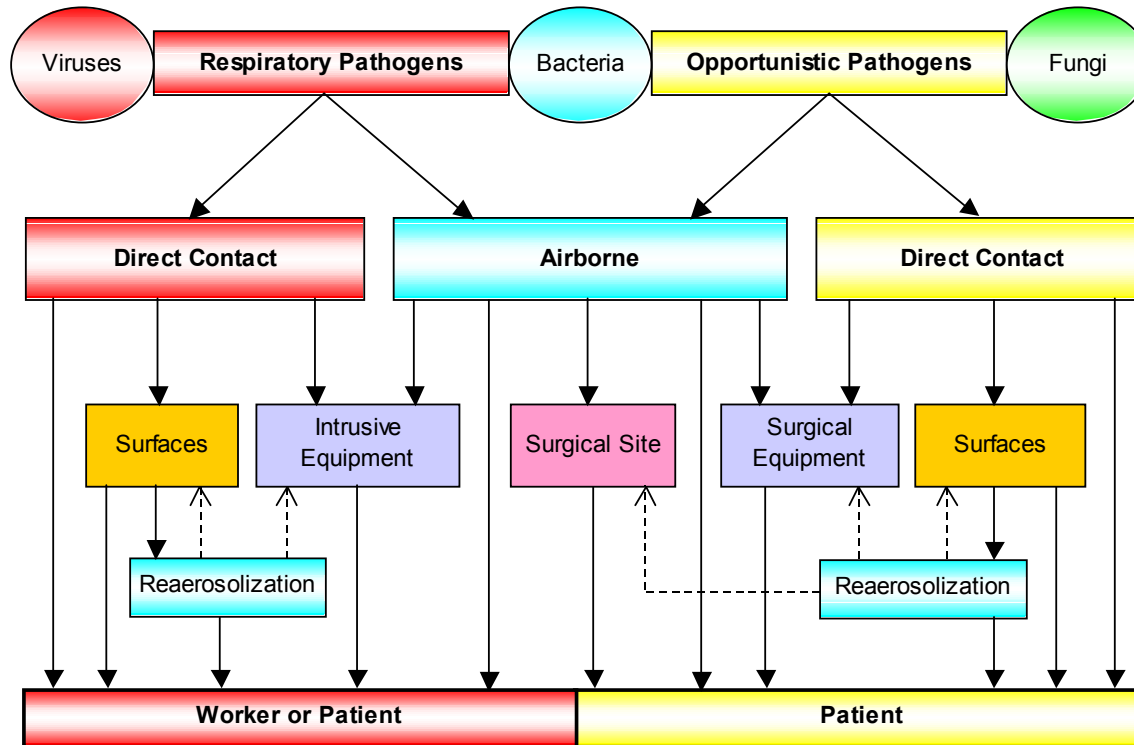 Viruses
Respiratory Pathogens
Bacteria
Opportunistic Pathogens
Fungi
Direct Contact
Airborne
Direct Contact
Surfaces
Intrusive
Equipment
Surgical Site
Surgical
Equipment
Surfaces
Reaerosolization
Reaerosolization
Worker or Patient
Patient